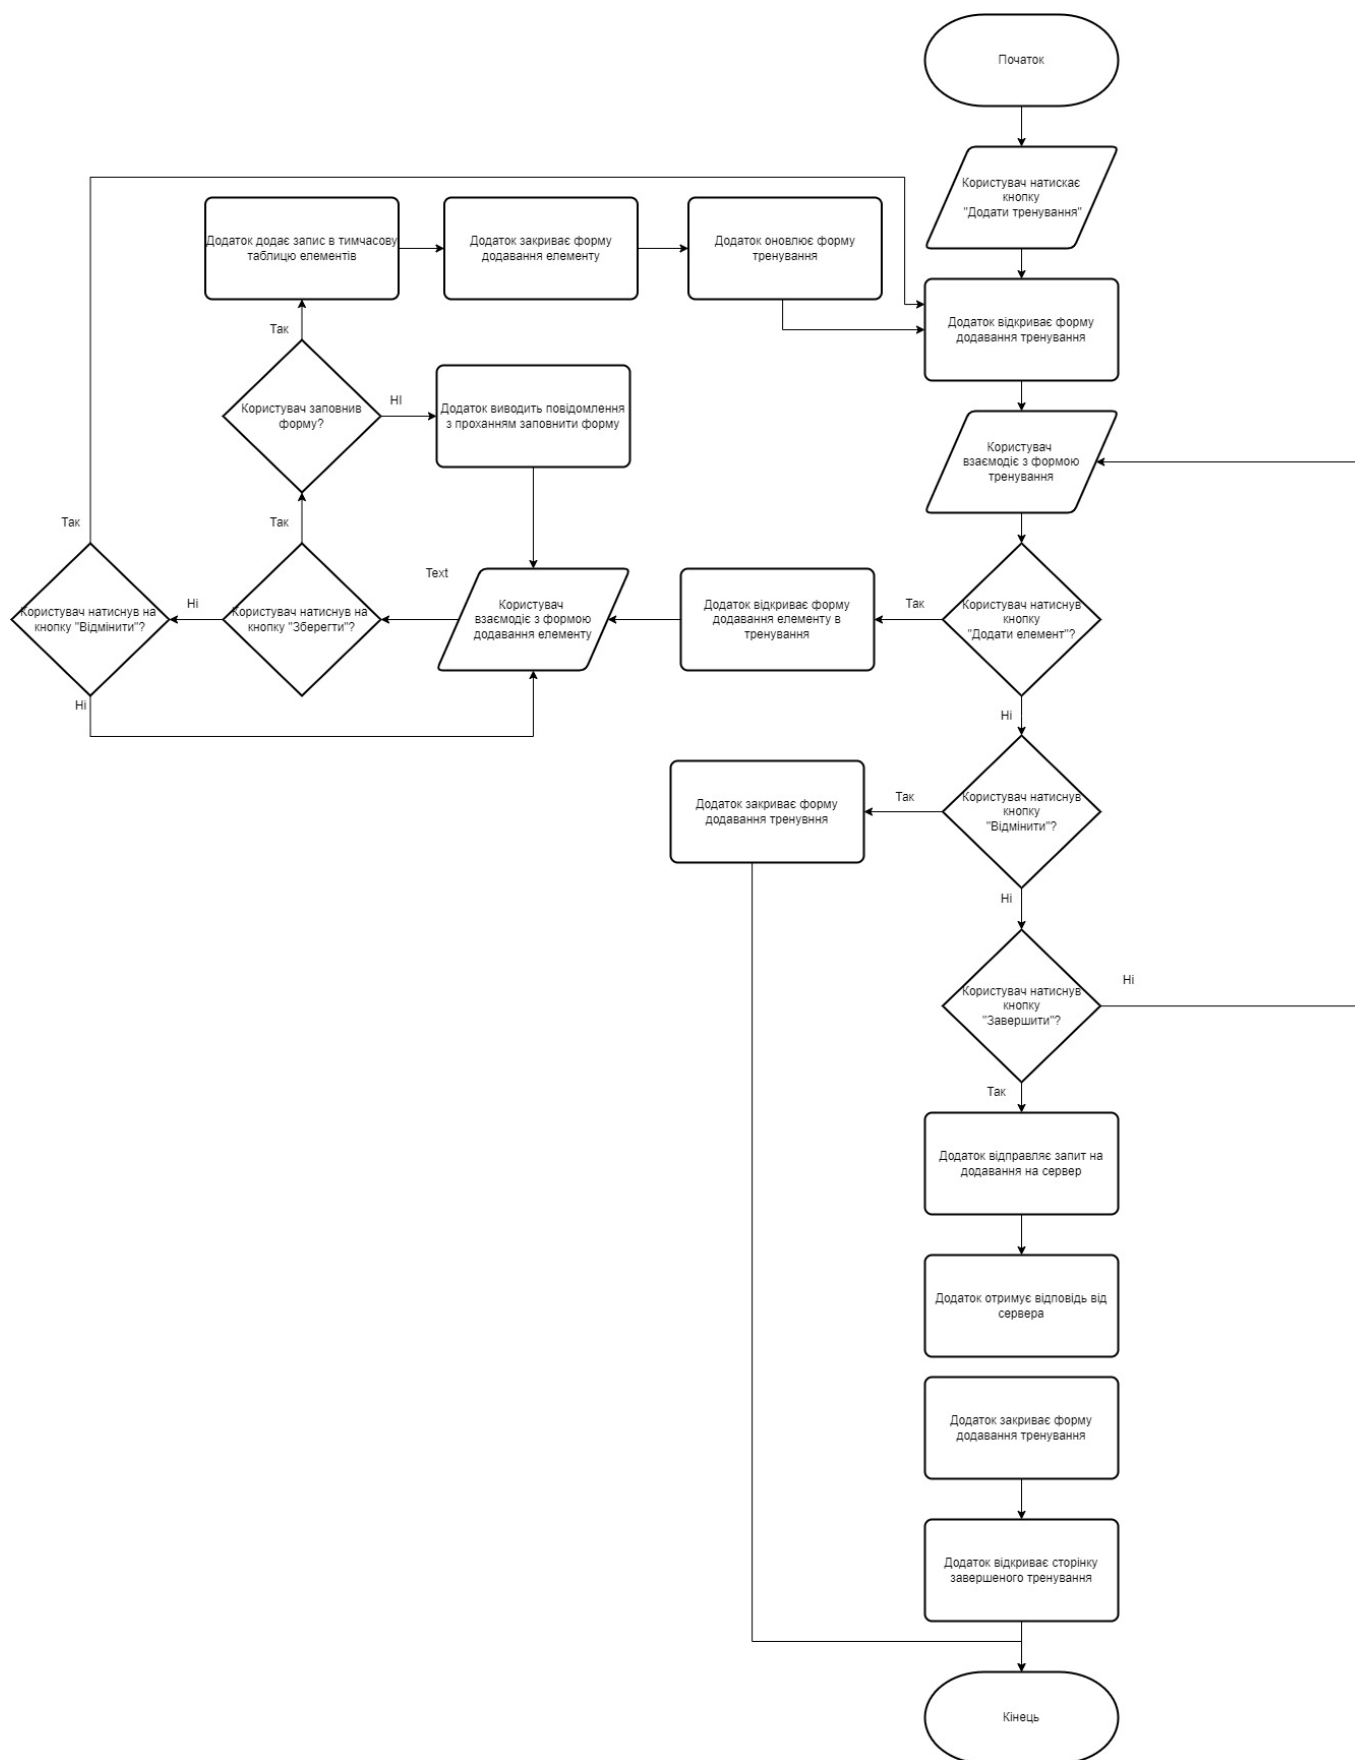 Початок
Користувач натискає
кнопку
"Додати тренування"
Додаток додає запис в тимчасову
таблицю елементів
Додаток закриває форму
додавання елементу
Додаток оновлює форму
тренування
Додаток відкриває форму
додавання тренування
Так
Користувач заповнив
форму?
НІ
Додаток виводить повідомлення
з проханням заповнити форму
Користувач
взаємодіє з формою
тренування
Так
Так
Користувач натиснув на
кнопку "Відмінити"?
Ні
Користувач натиснув на
кнопку "Зберегти"?
Text
Користувач
взаємодіє з формою
додавання елементу
Додаток відкриває форму
додавання елементу в
тренування
Так
Користувач натиснув
кнопку
"Додати елемент"?
Ні
Ні
Додаток закриває форму
додавання тренувння
Так
Користувач натиснув
кнопку
"Відмінити"?
Ні
Користувач натиснув
кнопку
"Завершити"?
Ні
Так
Додаток відправляє запит на
додавання на сервер
Додаток отримує відповідь від
сервера
Додаток закриває форму
додавання тренування
Додаток відкриває сторінку
завершеного тренування
Кінець